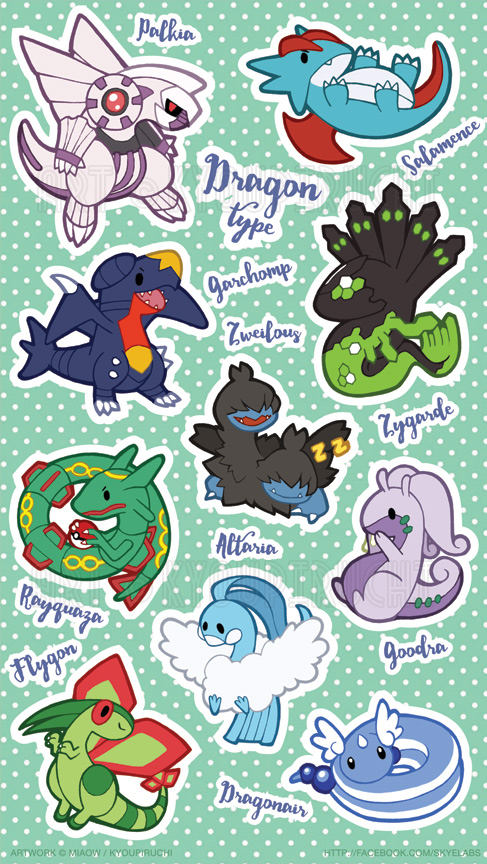 Palkia
Salamence
Dragon
type
Garchomp
Zweilous
Zygarde
Z Z
Altaria
Rayquaza
Goodra
Flygon
Dragonair
ARTWORK © MIAOW / KYOUPIRUCHI
HTTP://FACEBOOK.COM/SKYELABS